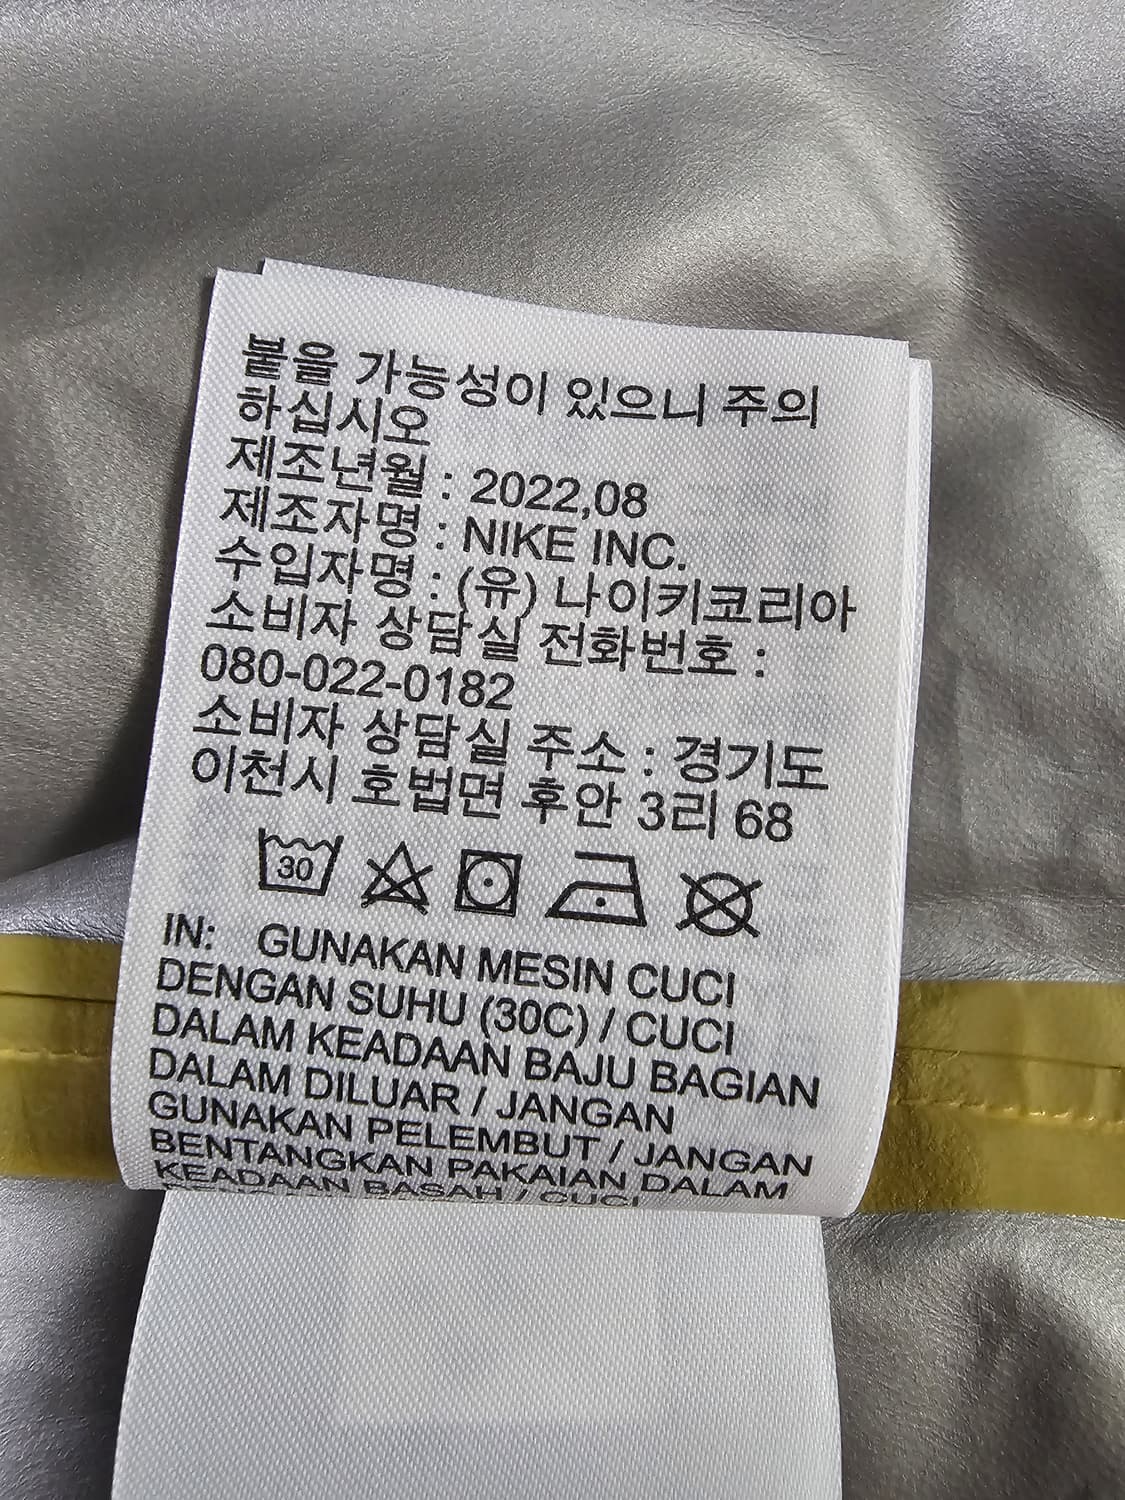 붙을 가능성이 있으니 주의
하십시오
제조년월 : 2022,08
제조자명 : NIKE INC.
수입자명 : (유) 나이키코리아
소비자 상담실 전화번호 :
080-022-0182
소비자 상담실 주소 : 경기도
이천시 호법면 후안 3리 68
30
IN: GUNAKAN MESIN CUCI
DENGAN SUHU (30C) / CUCI
DALAM KEADAAN BAJU BAGIAN
DALAM DILUAR / JANGAN
GUNAKAN PELEMBUT / JANGAN
BENTANGKAN PAKAIAN DALAM
KEADAAN BASAH / CUCI